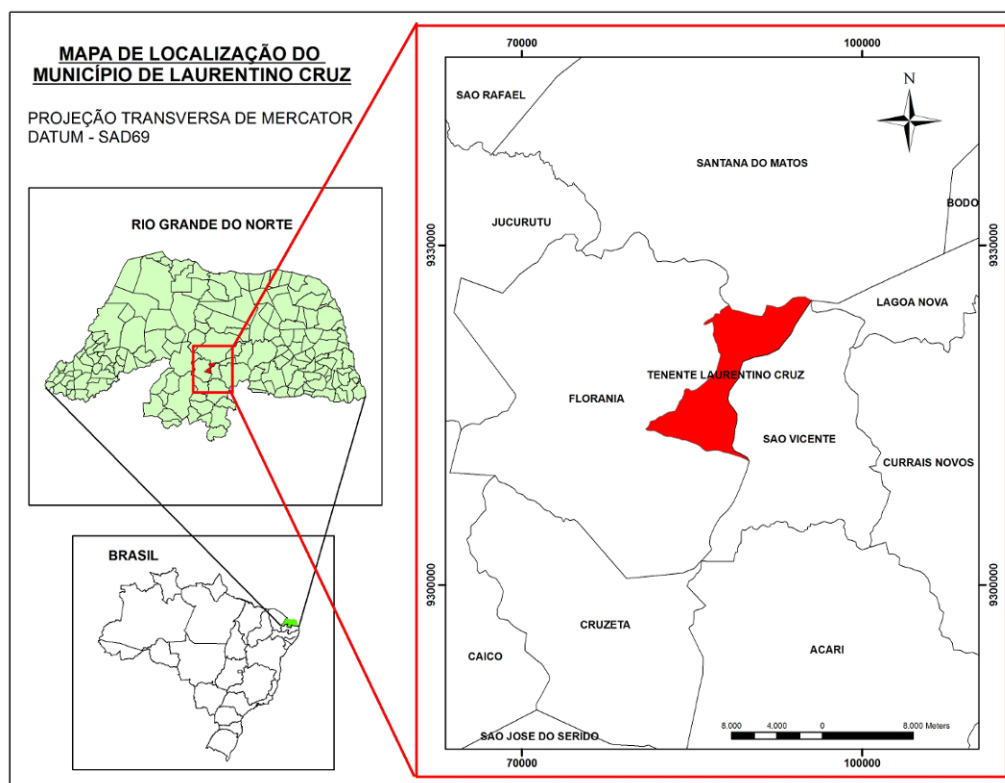 MAPA DE LOCALIZAÇÃO DO
MUNICÍPIO DE LAURENTINO CRUZ
PROJEÇÃO TRANSVERSA DE MERCATOR
DATUM - SAD69
RIO GRANDE DO NORTE
BRASIL
70000
100000
N
SAO RAFAEL
SANTANA DO MATOS
BODO
JUCURUTU
9330000
9330000
LAGOA NOVA
TENENTE LAURENTINO CRUZ
FLORANIA
SAO VICENTE
CURRAIS NOVOS
9300000
9300000
CRUZETA
CAICO
ACARI
SAO JOSE DO SERIDO
8.000 4.000 0 8.000 Meters
70000
100000